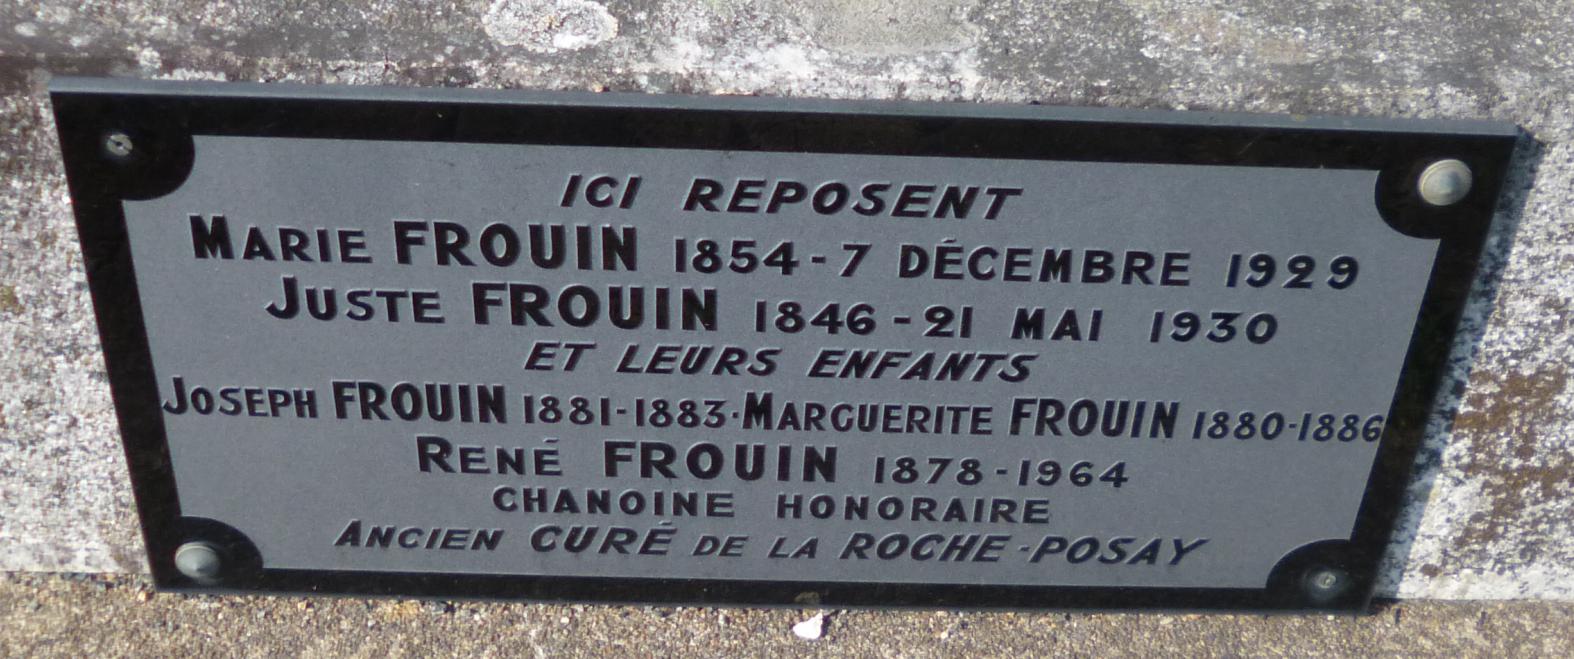 ICI REPOSENT
MARIE FROUIN 1854-7 DÉCEMBRE 1929
JUSTE FROUIN 1846-21 MAI 1930
ET LEURS ENFANTS
JOSEPH FROUIN 1881-1883·MARGUERITE FROUIN 1880-1886
RENÉ FROUIN 1878-1964
CHANOINE HONORAIRE
ANCIEN CURÉ DE LA ROCHE-POSAY